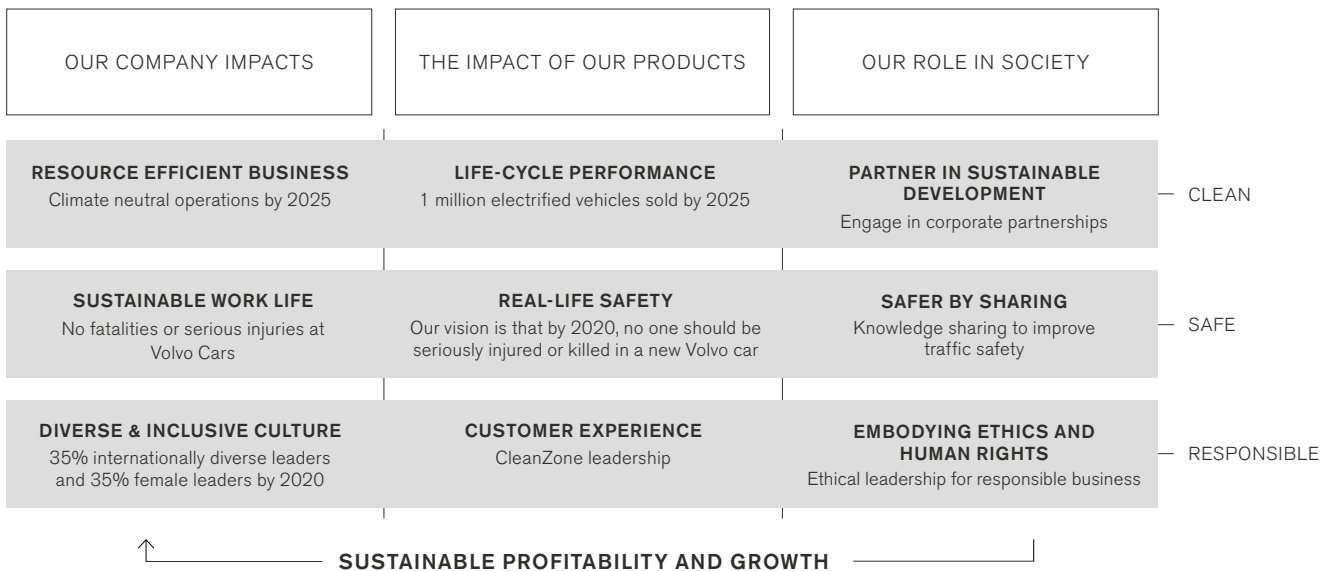 OUR COMPANY IMPACTS
THE IMPACT OF OUR PRODUCTS
OUR ROLE IN SOCIETY
RESOURCE EFFICIENT BUSINESS
Climate neutral operations by 2025
LIFE-CYCLE PERFORMANCE
1 million electrified vehicles sold by 2025
PARTNER IN SUSTAINABLE
DEVELOPMENT
Engage in corporate partnerships
CLEAN
SUSTAINABLE WORK LIFE
No fatalities or serious injuries at
Volvo Cars
REAL-LIFE SAFETY
Our vision is that by 2020, no one should be
seriously injured or killed in a new Volvo car
SAFER BY SHARING
Knowledge sharing to improve
traffic safety
SAFE
DIVERSE & INCLUSIVE CULTURE
35% internationally diverse leaders
and 35% female leaders by 2020
CUSTOMER EXPERIENCE
CleanZone leadership
EMBODYING ETHICS AND
HUMAN RIGHTS
Ethical leadership for responsible business
RESPONSIBLE
SUSTAINABLE PROFITABILITY AND GROWTH